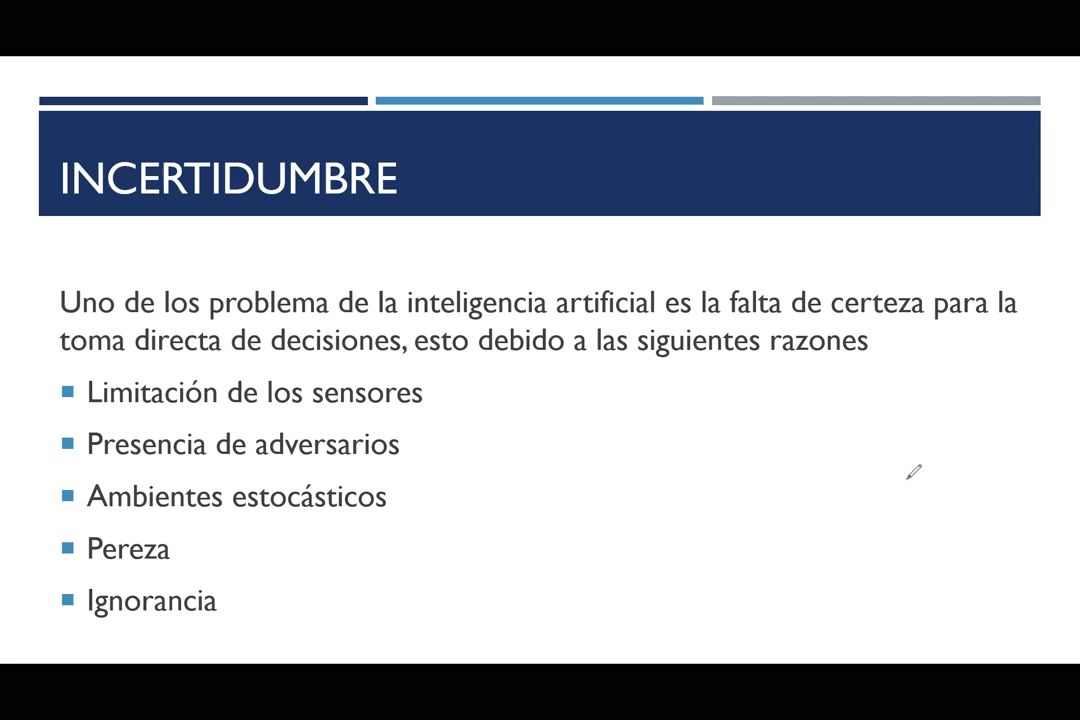 INCERTIDUMBRE
Uno de los problema de la inteligencia artificial es la falta de certeza para la
toma directa de decisiones, esto debido a las siguientes razones
Limitación de los sensores
Presencia de adversarios
Ambientes estocásticos
Pereza
Ignorancia